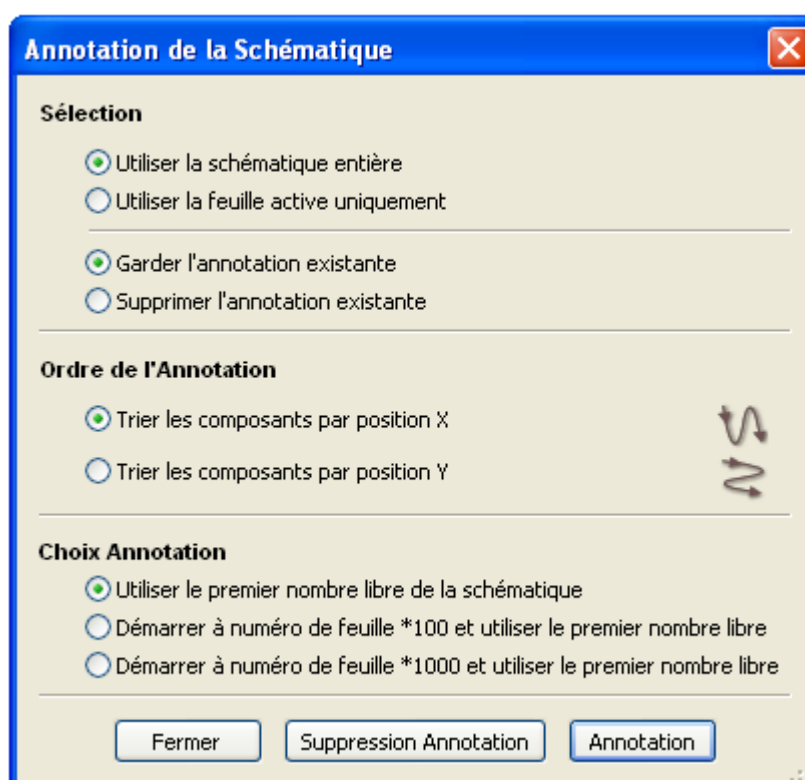 Annotation de la Schématique
Sélection
Utiliser la schématique entière
Utiliser la feuille active uniquement
Garder l'annotation existante
Supprimer l'annotation existante
Ordre de l'Annotation
Trier les composants par position X
Trier les composants par position Y
Choix Annotation
Utiliser le premier nombre libre de la schématique
Démarrer à numéro de feuille *100 et utiliser le premier nombre libre
Démarrer à numéro de feuille *1000 et utiliser le premier nombre libre
Fermer Suppression Annotation Annotation